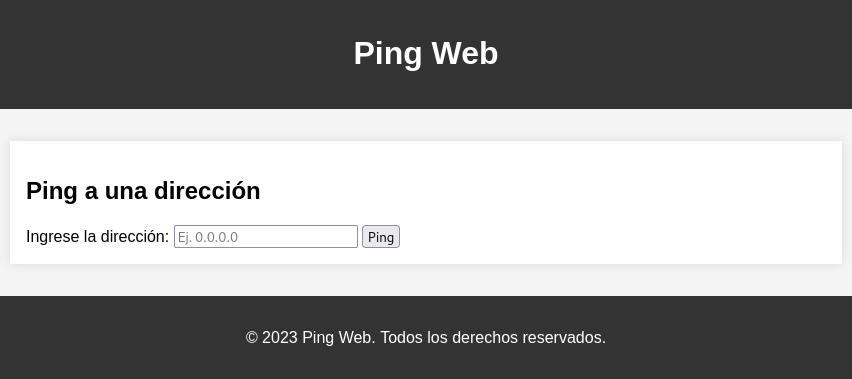 Ping Web
Ping a una dirección
Ingrese la dirección: Ej. 0.0.0.0 Ping
© 2023 Ping Web. Todos los derechos reservados.